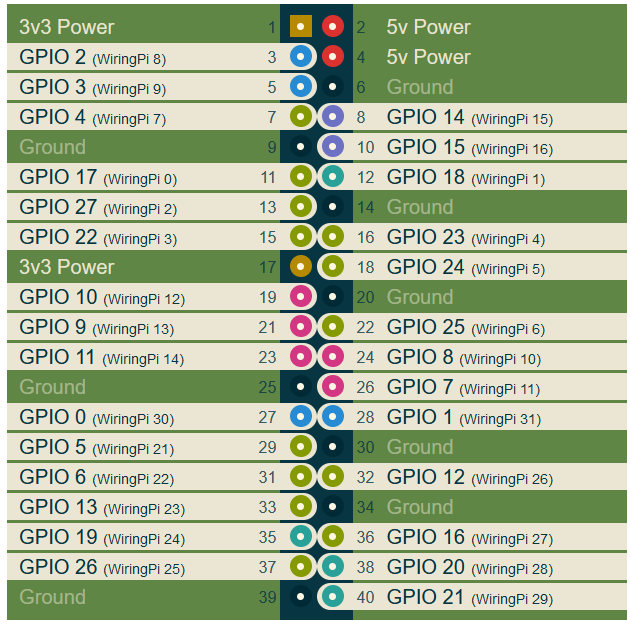 3v3 Power 1 2 5v Power
GPIO 2 (WiringPi 8) 3 4 5v Power
GPIO 3 (WiringPi 9) 5 6 Ground
GPIO 4 (WiringPi 7) 7 8 GPIO 14 (WiringPi 15)
Ground 9 10 GPIO 15 (WiringPi 16)
GPIO 17 (WiringPi 0) 11 12 GPIO 18 (WiringPi 1)
GPIO 27 (WiringPi 2) 13 14 Ground
GPIO 22 (WiringPi 3) 15 16 GPIO 23 (WiringPi 4)
3v3 Power 17 18 GPIO 24 (WiringPi 5)
GPIO 10 (WiringPi 12) 19 20 Ground
GPIO 9 (WiringPi 13) 21 22 GPIO 25 (WiringPi 6)
GPIO 11 (WiringPi 14) 23 24 GPIO 8 (WiringPi 10)
Ground 25 26 GPIO 7 (WiringPi 11)
GPIO 0 (WiringPi 30) 27 28 GPIO 1 (WiringPi 31)
GPIO 5 (WiringPi 21) 29 30 Ground
GPIO 6 (WiringPi 22) 31 32 GPIO 12 (WiringPi 26)
GPIO 13 (WiringPi 23) 33 34 Ground
GPIO 19 (WiringPi 24) 35 36 GPIO 16 (WiringPi 27)
GPIO 26 (WiringPi 25) 37 38 GPIO 20 (WiringPi 28)
Ground 39 40 GPIO 21 (WiringPi 29)